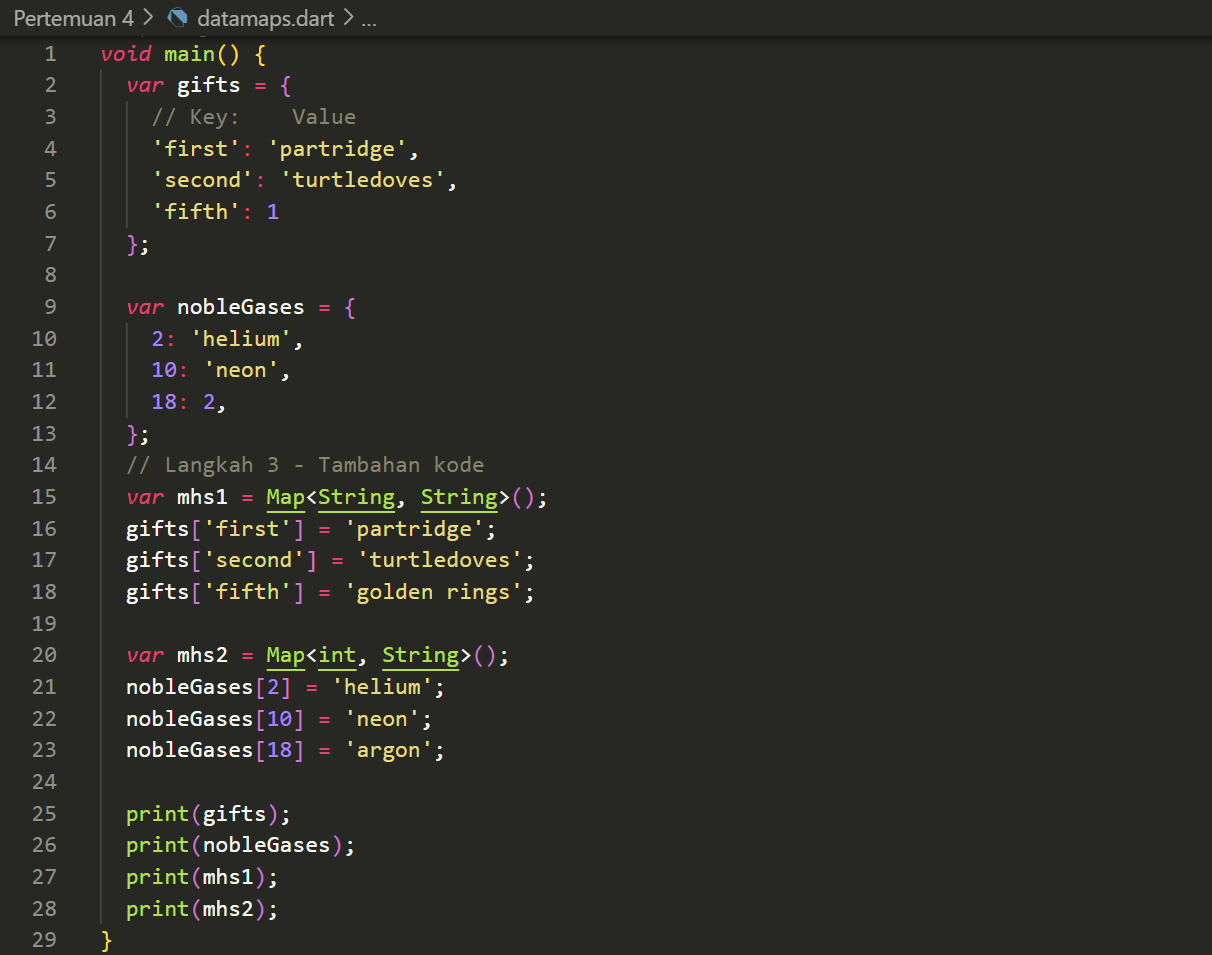 Pertemuan 4 > datamaps.dart > ...
1 void main() {
2 var gifts = {
3 // Key:    Value
4 'first': 'partridge',
5 'second': 'turtledoves',
6 'fifth': 1
7 };
8
9 var nobleGases = {
10 2: 'helium',
11 10: 'neon',
12 18: 2,
13 };
14 // Langkah 3 - Tambahan kode
15 var mhs1 = Map<String, String>();
16 gifts['first'] = 'partridge';
17 gifts['second'] = 'turtledoves';
18 gifts['fifth'] = 'golden rings';
19
20 var mhs2 = Map<int, String>();
21 nobleGases[2] = 'helium';
22 nobleGases[10] = 'neon';
23 nobleGases[18] = 'argon';
24
25 print(gifts);
26 print(nobleGases);
27 print(mhs1);
28 print(mhs2);
29 }